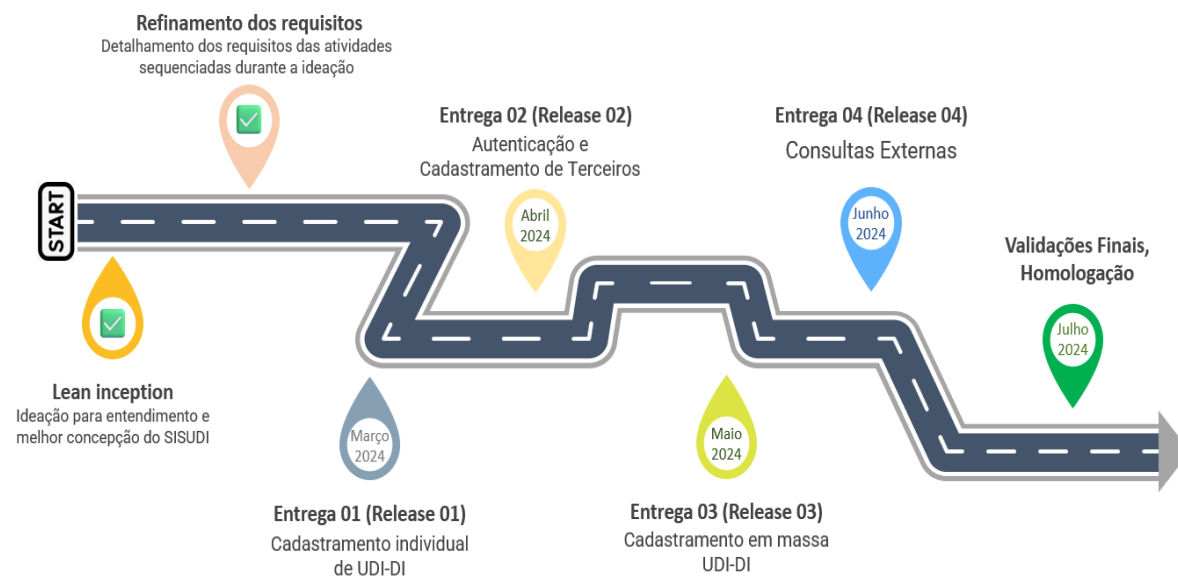 Refinamento dos requisitos
Detalhamento dos requisitos das atividades
sequenciadas durante a ideação
START
Lean inception
Ideação para entendimento e
melhor concepção do SISUDI
Março
2024
Entrega 01 (Release 01)
Cadastramento individual
de UDI-DI
Entrega 02 (Release 02)
Autenticação e
Cadastramento de Terceiros
Abril
2024
Maio
2024
Entrega 03 (Release 03)
Cadastramento em massa
UDI-DI
Entrega 04 (Release 04)
Consultas Externas
Junho
2024
Validações Finais,
Homologação
Julho
2024